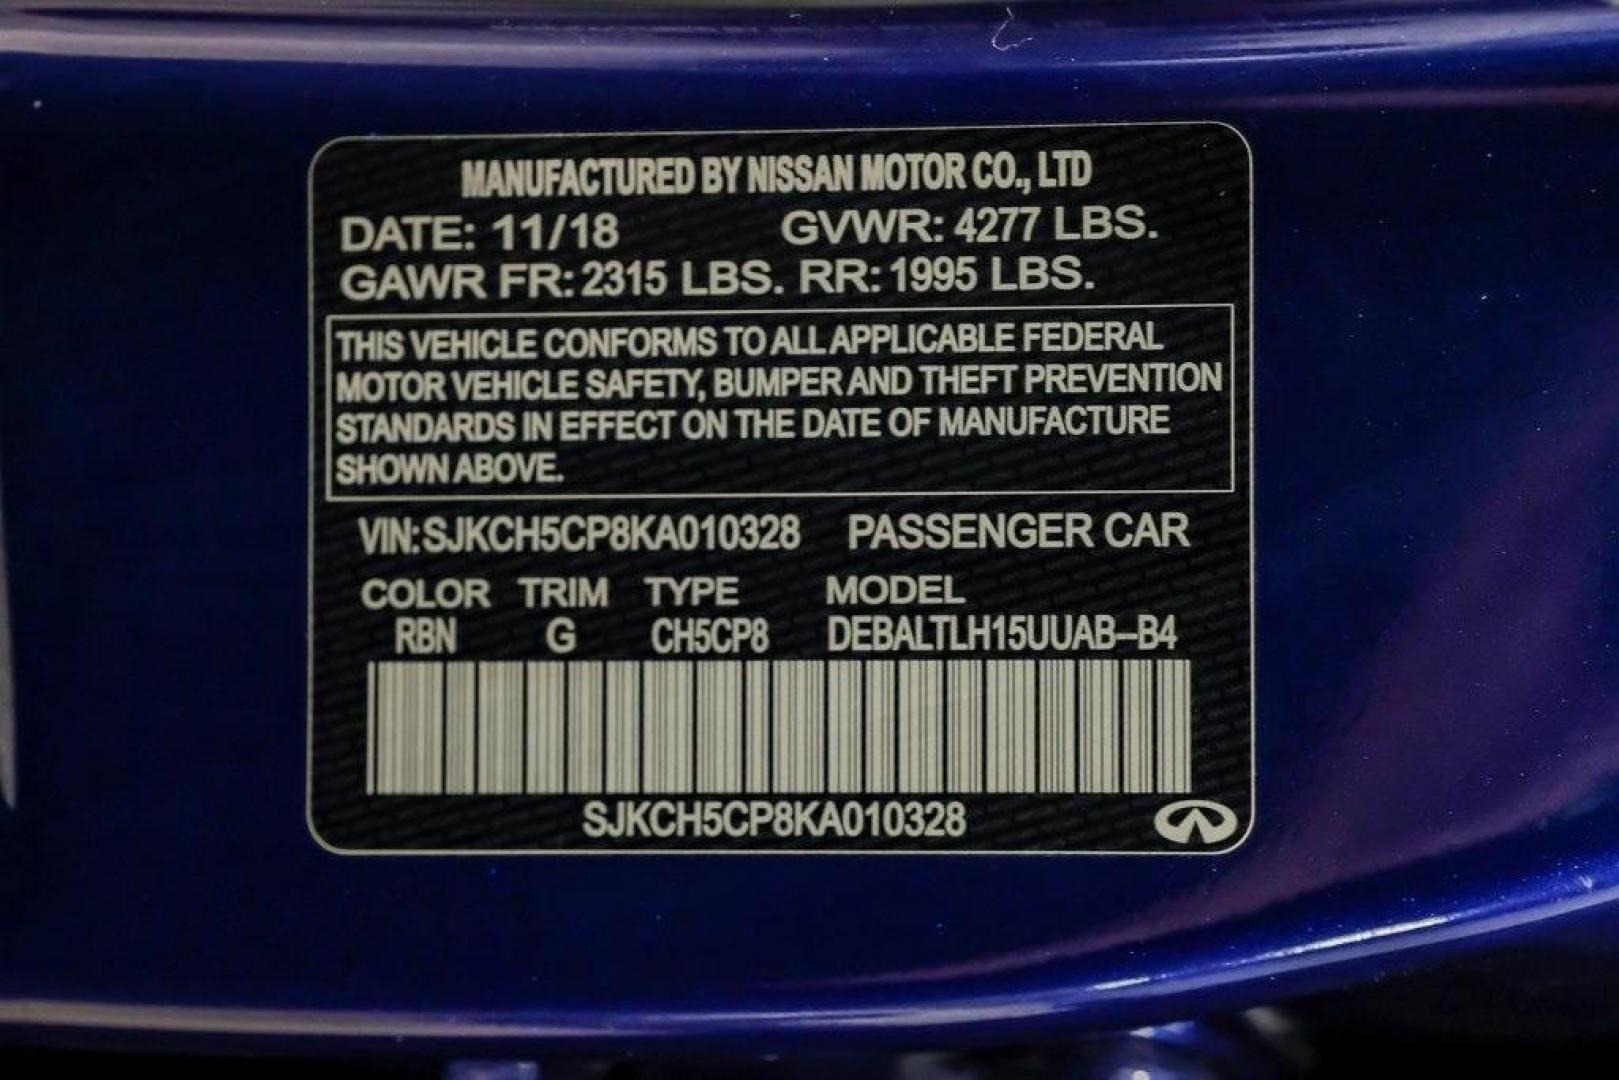 MANUFACTURED BY NISSAN MOTOR CO., LTD
DATE: 11/18 GVWR: 4277 LBS.
GAWR FR: 2315 LBS. RR: 1995 LBS.
THIS VEHICLE CONFORMS TO ALL APPLICABLE FEDERAL
MOTOR VEHICLE SAFETY, BUMPER AND THEFT PREVENTION
STANDARDS IN EFFECT ON THE DATE OF MANUFACTURE
SHOWN ABOVE.
VIN: SJKCH5CP8KA010328 PASSENGER CAR
COLOR TRIM TYPE MODEL
RBN G CH5CP8 DEBALTLH15UUAB–B4
SJKCH5CP8KA010328